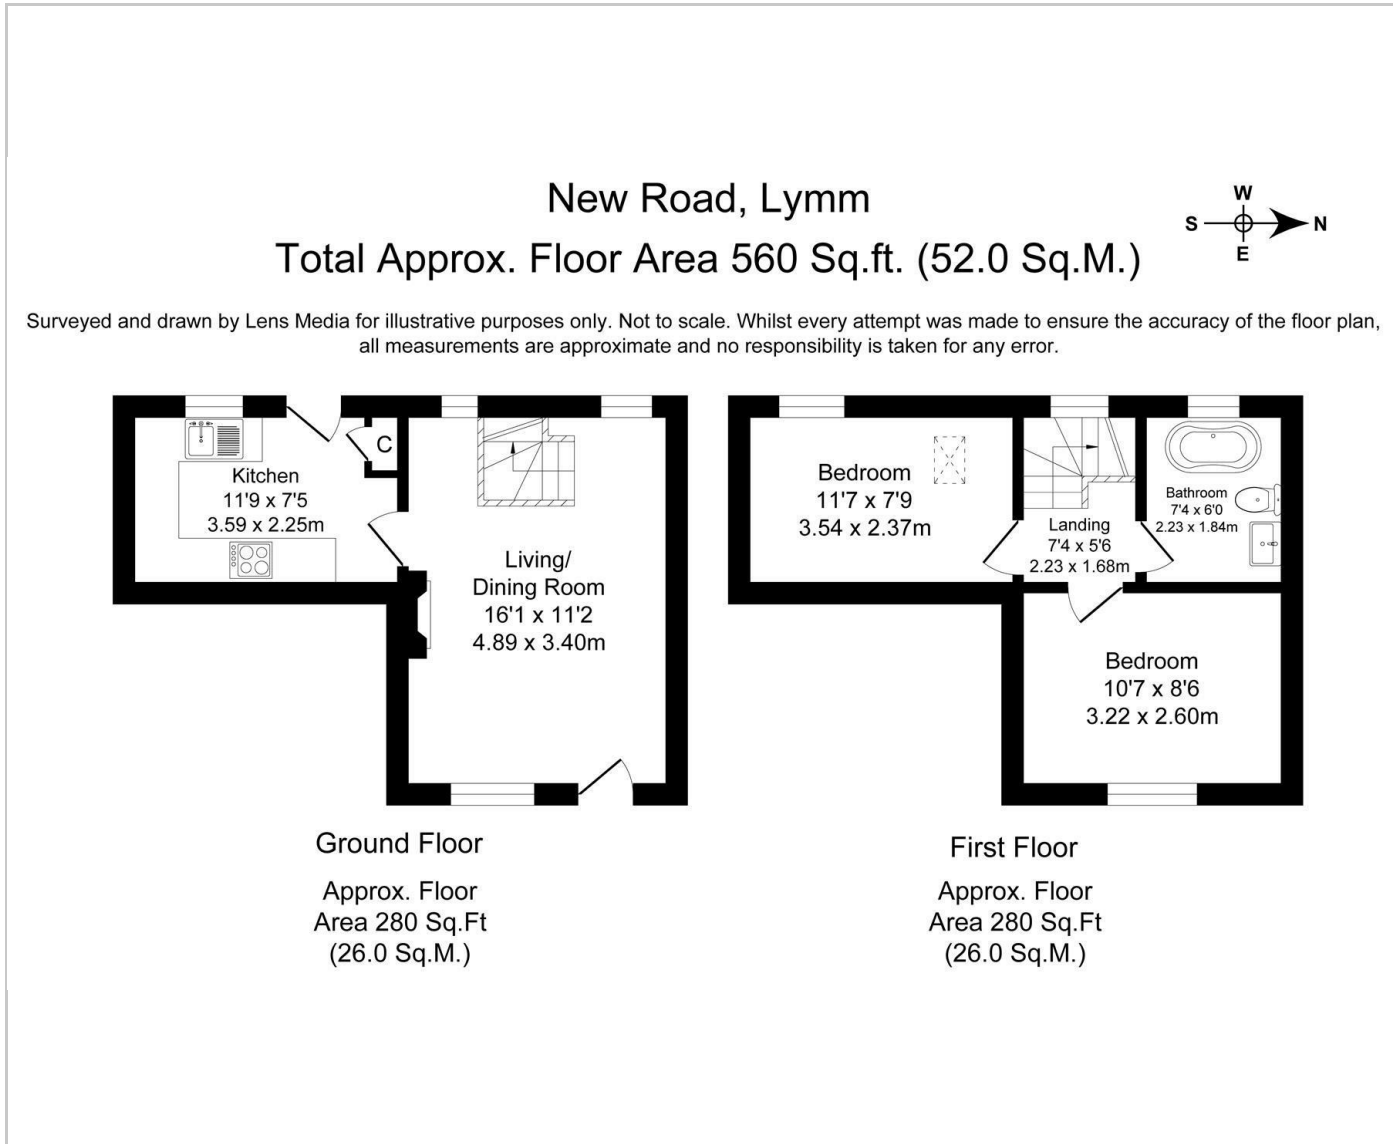 New Road, Lymm
Total Approx. Floor Area 560 Sq.ft. (52.0 Sq.M.)
W
S
N
E
Surveyed and drawn by Lens Media for illustrative purposes only. Not to scale. Whilst every attempt was made to ensure the accuracy of the floor plan,
all measurements are approximate and no responsibility is taken for any error.
C
Kitchen
11'9 x 7'5
3.59 x 2.25m
Living/
Dining Room
16'1 x 11'2
4.89 x 3.40m
Ground Floor
Approx. Floor
Area 280 Sq.Ft
(26.0 Sq.M.)
Bedroom
11'7 x 7'9
3.54 x 2.37m
Landing
7'4 x 5'6
2.23 x 1.68m
Bathroom
7'4 x 6'0
2.23 x 1.84m
Bedroom
10'7 x 8'6
3.22 x 2.60m
First Floor
Approx. Floor
Area 280 Sq.Ft
(26.0 Sq.M.)